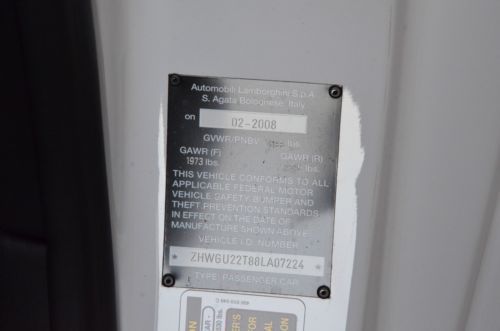 Automobili Lamborghini S.p.A
S. Agata Bolognese, Italy
on 02-2008
GVWR/PNBV lbs.
GAWR (F) GAWR (R)
1973 lbs. lbs.
THIS VEHICLE CONFORMS TO ALL
APPLICABLE FEDERAL MOTOR
VEHICLE SAFETY, BUMPER AND
THEFT PREVENTION STANDARDS
IN EFFECT ON THE DATE OF
MANUFACTURE SHOWN ABOVE
VEHICLE I.D. NUMBER
* ZHWGU22T88LA07224 *
TYPE: PASSENGER CAR